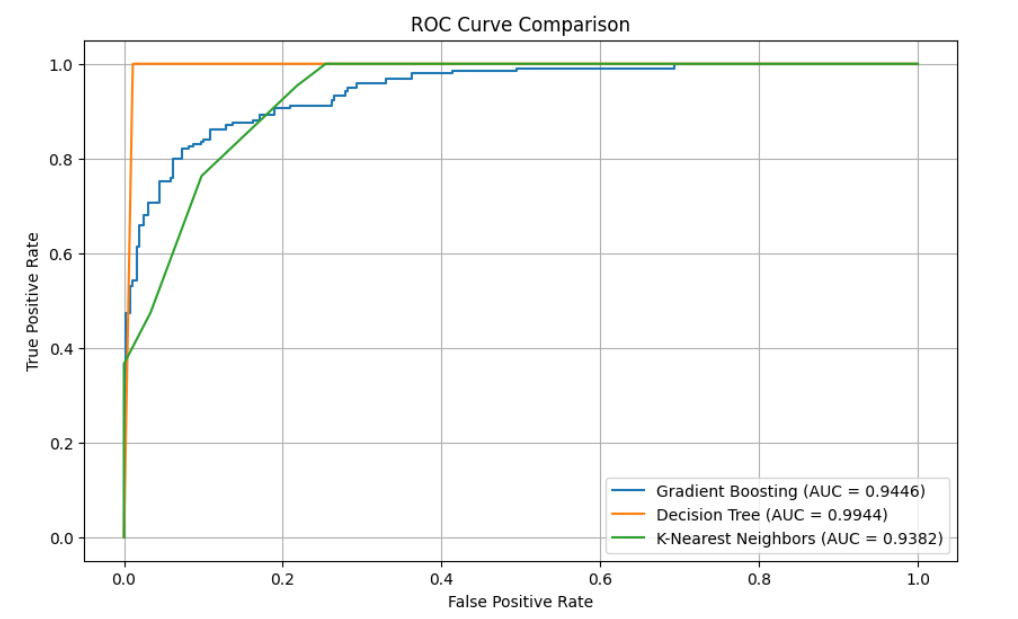 ROC Curve Comparison
1.0
0.8
0.6
0.4
0.2
0.0
True Positive Rate
0.0 0.2 0.4 0.6 0.8 1.0
False Positive Rate
Gradient Boosting (AUC = 0.9446)
Decision Tree (AUC = 0.9944)
K-Nearest Neighbors (AUC = 0.9382)